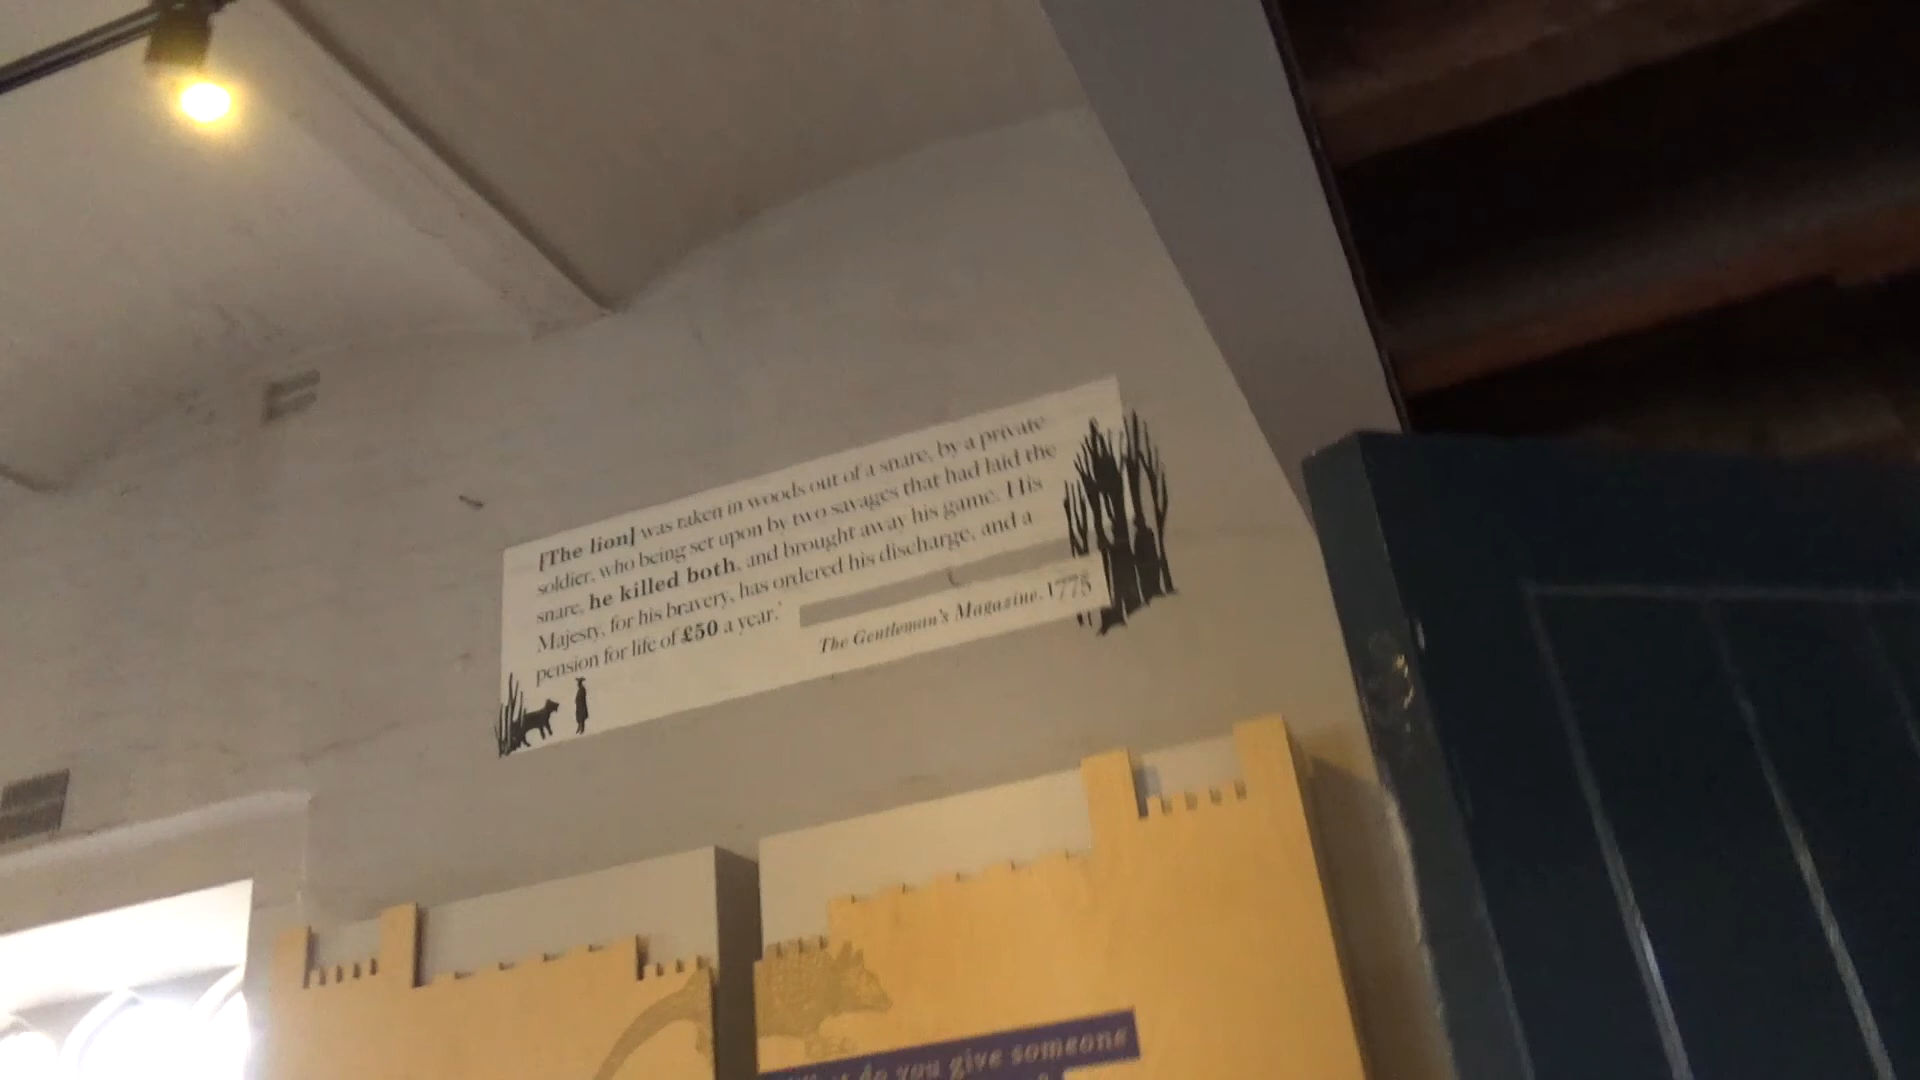 [The lion] was taken in woods out of a snare, by a private
soldier, who being set upon by two savages that had laid the
snare, he killed both, and brought away his game. His
Majesty, for his bravery, has ordered his discharge, and a
pension for life of £50 a year.'
The Gentleman's Magazine, 1775
do you give someone